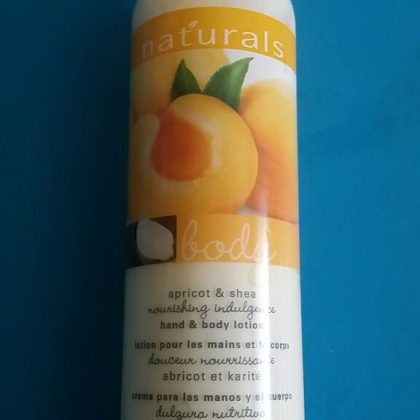 naturals
body
apricot & shea
nourishing indulgence
hand & body lotion
lotion pour les mains et le corps
douceur nourrissante
abricot et karité
crema para las manos y el cuerpo
dulzura nutritiva